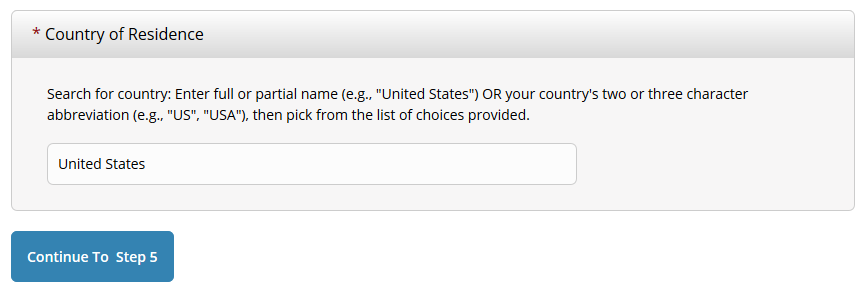 * Country of Residence
Search for country: Enter full or partial name (e.g., "United States") OR your country's two or three character
abbreviation (e.g., "US", "USA"), then pick from the list of choices provided.
United States
Continue To  Step 5